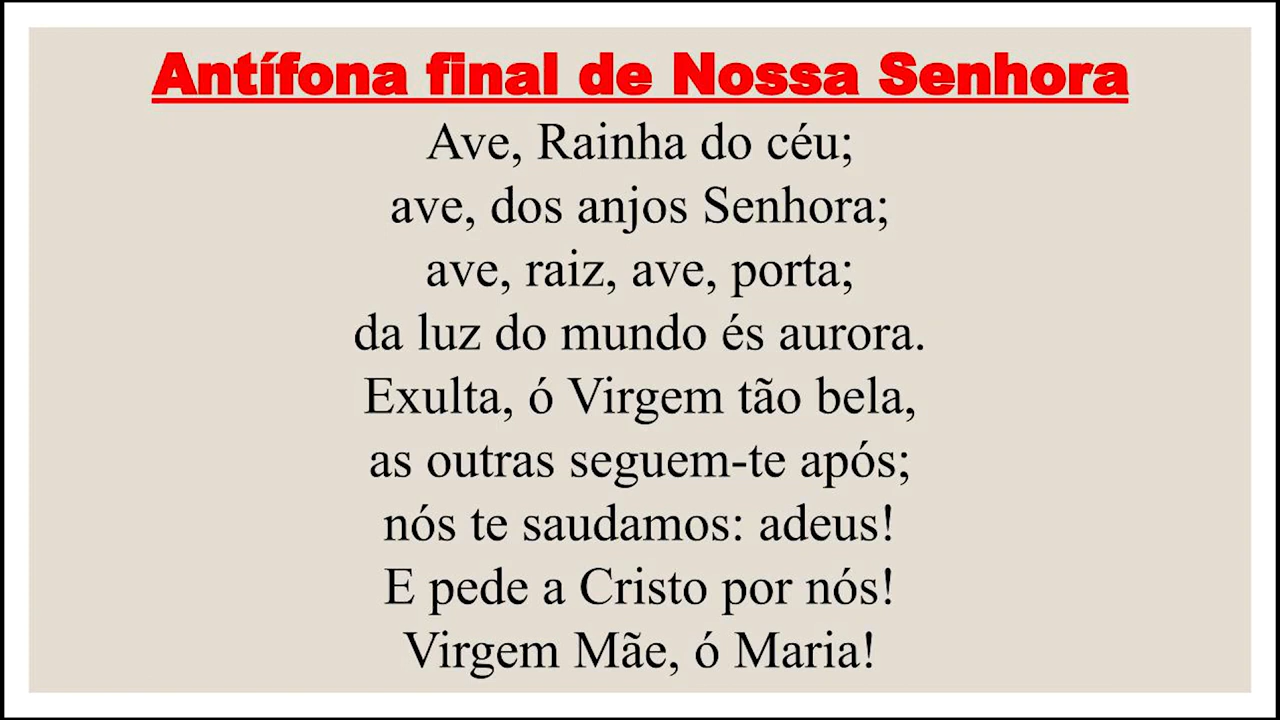 Antífona final de Nossa Senhora
Ave, Rainha do céu;
ave, dos anjos Senhora;
ave, raiz, ave, porta;
da luz do mundo és aurora.
Exulta, ó Virgem tão bela,
as outras seguem-te após;
nós te saudamos: adeus!
E pede a Cristo por nós!
Virgem Mãe, ó Maria!